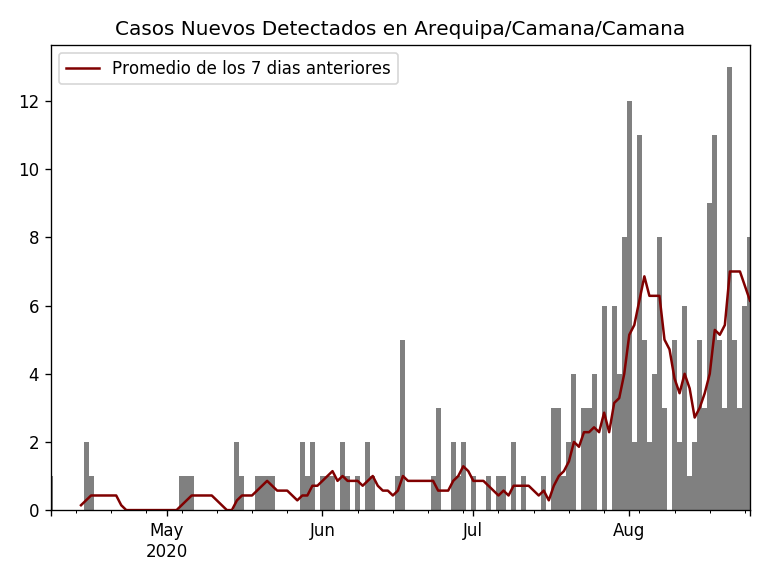 Casos Nuevos Detectados en Arequipa/Camana/Camana
Promedio de los 7 dias anteriores
12
10
8
6
4
2
0
May
2020
Jun
Jul
Aug